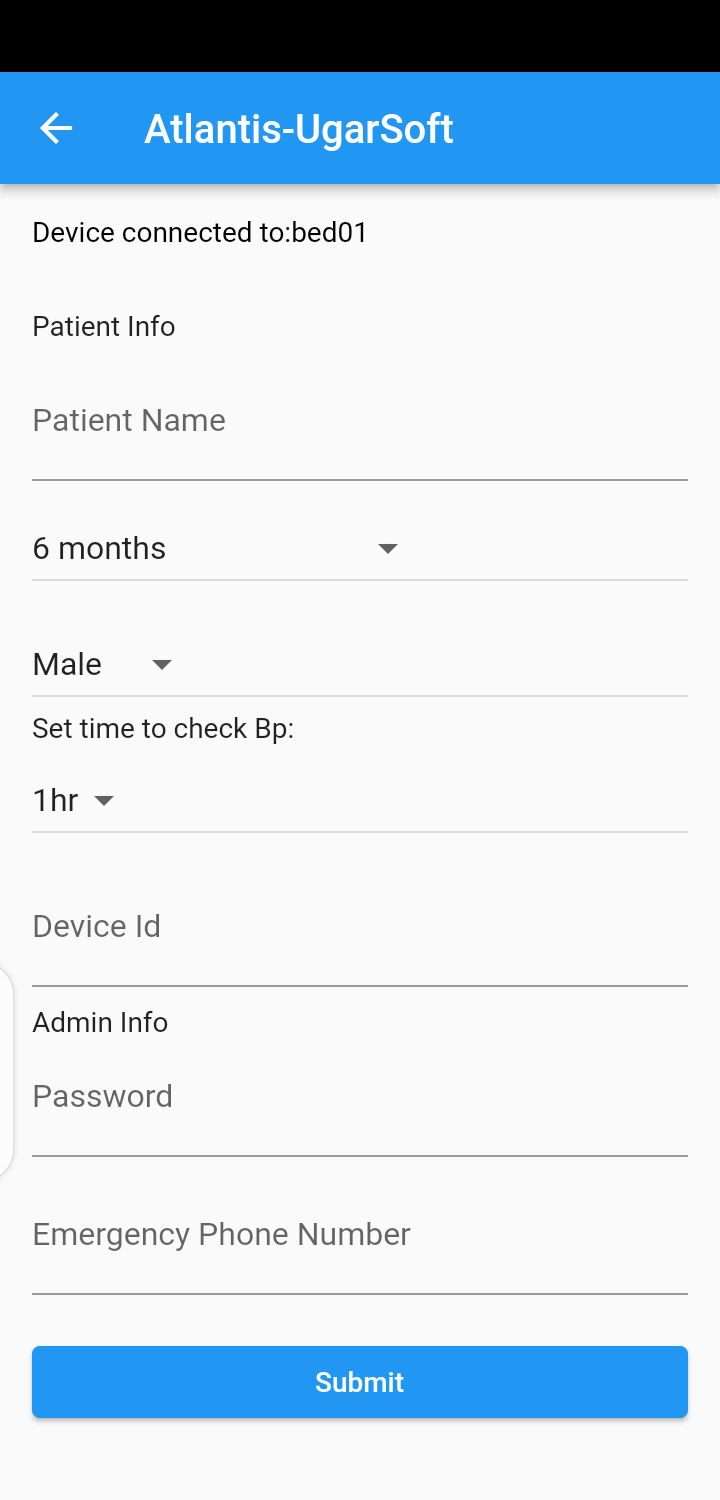 Atlantis-UgarSoft
Device connected to:bed01
Patient Info
Patient Name
6 months
Male
Set time to check Bp:
1hr
Device Id
Admin Info
Password
Emergency Phone Number
Submit